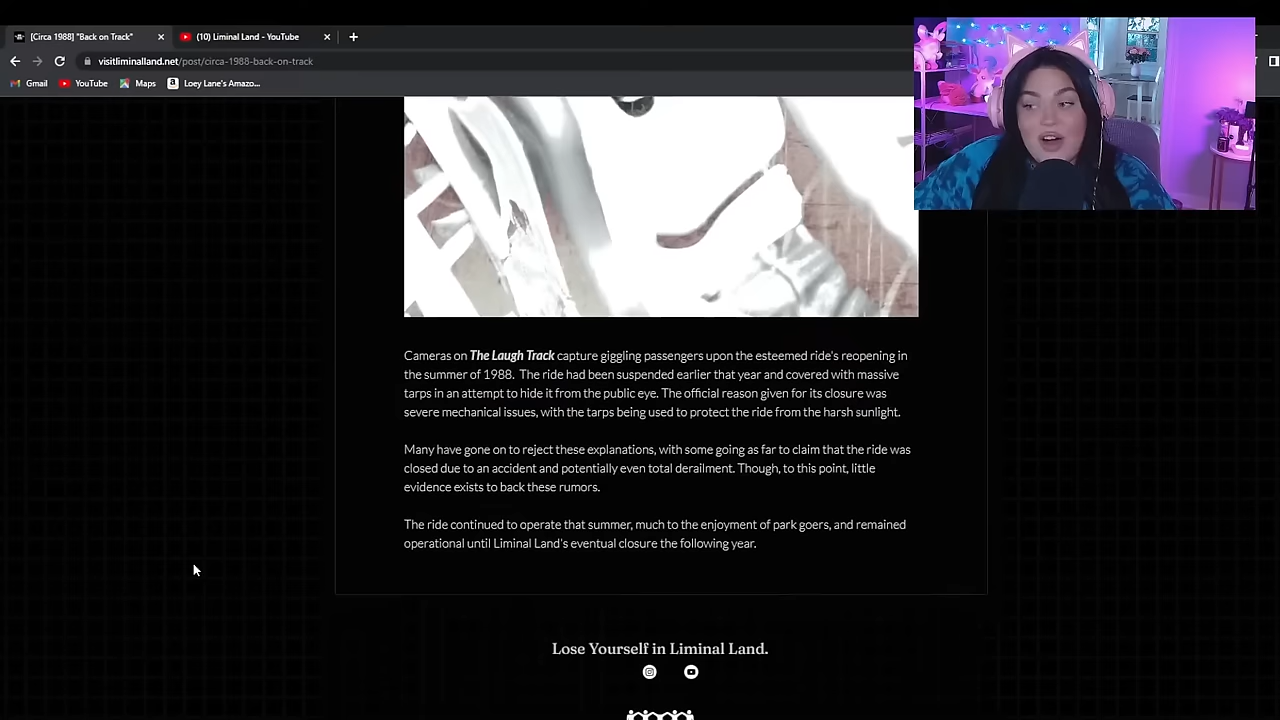 [Circa 1988] "Back on Track"
(10) Liminal Land - YouTube
visitliminalland.net/post/circa-1988-back-on-track
Gmail YouTube Maps Loey Lane's Amazo...
Cameras on The Laugh Track capture giggling passengers upon the esteemed ride's reopening in
the summer of 1988. The ride had been suspended earlier that year and covered with massive
tarps in an attempt to hide it from the public eye. The official reason given for its closure was
severe mechanical issues, with the tarps being used to protect the ride from the harsh sunlight.
Many have gone on to reject these explanations, with some going as far to claim that the ride was
closed due to an accident and potentially even total derailment. Though, to this point, little
evidence exists to back these rumors.
The ride continued to operate that summer, much to the enjoyment of park goers, and remained
operational until Liminal Land's eventual closure the following year.
Lose Yourself in Liminal Land.